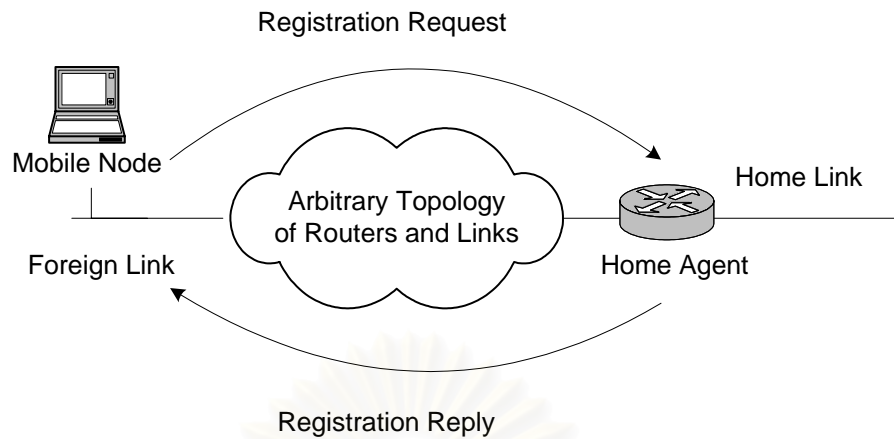 Registration Request
Mobile Node
Arbitrary Topology
of Routers and Links
Home Link
Foreign Link
Home Agent
Registration Reply